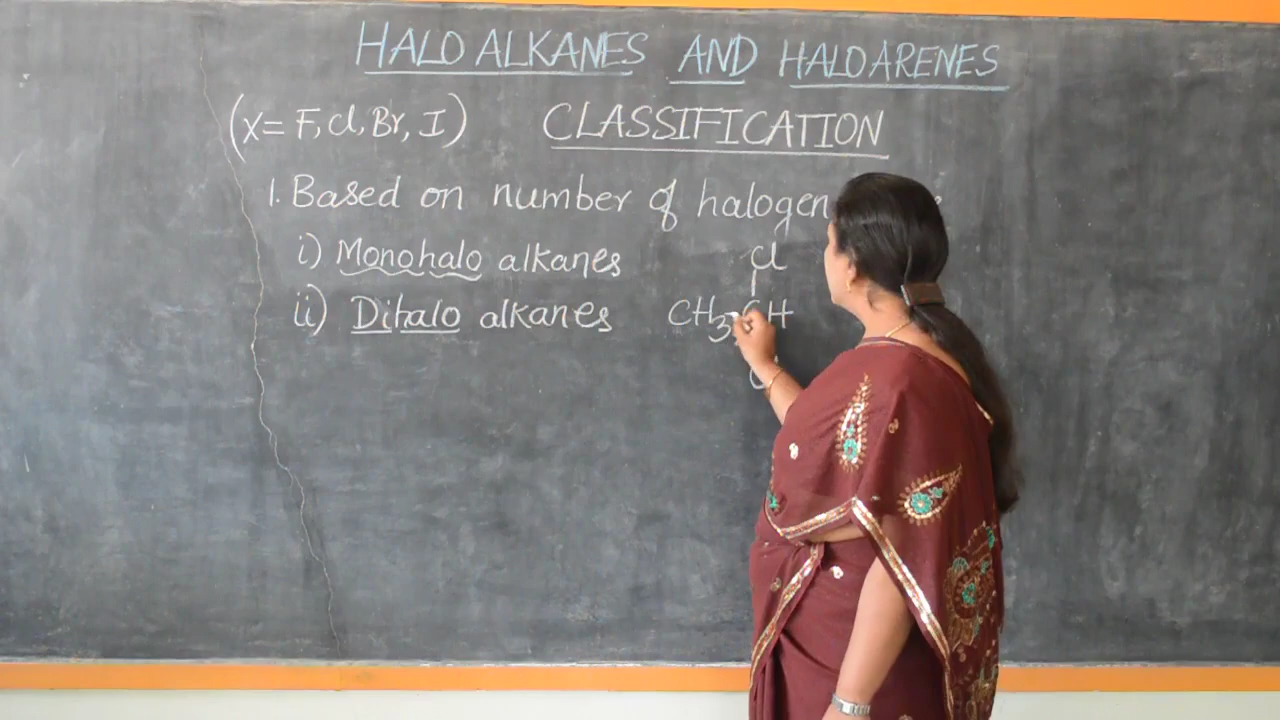 HALO ALKANES AND HALOARENES
(X= F, Cl, Br, I) CLASSIFICATION
1. Based on number of halogen
i) Monohalo alkanes
Cl
ii) Dihalo alkanes CH3 CH